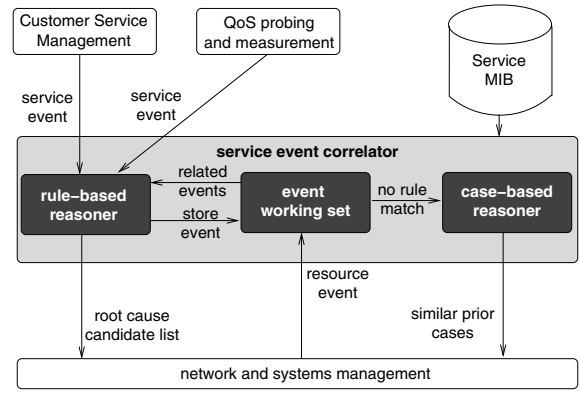 Customer Service
Management
QoS probing
and measurement
Service
MIB
service
event
service
event
service event correlator
rule-based
reasoner
related
events
store
event
event
working set
no rule
match
case-based
reasoner
root cause
candidate list
resource
event
similar prior
cases
network and systems management